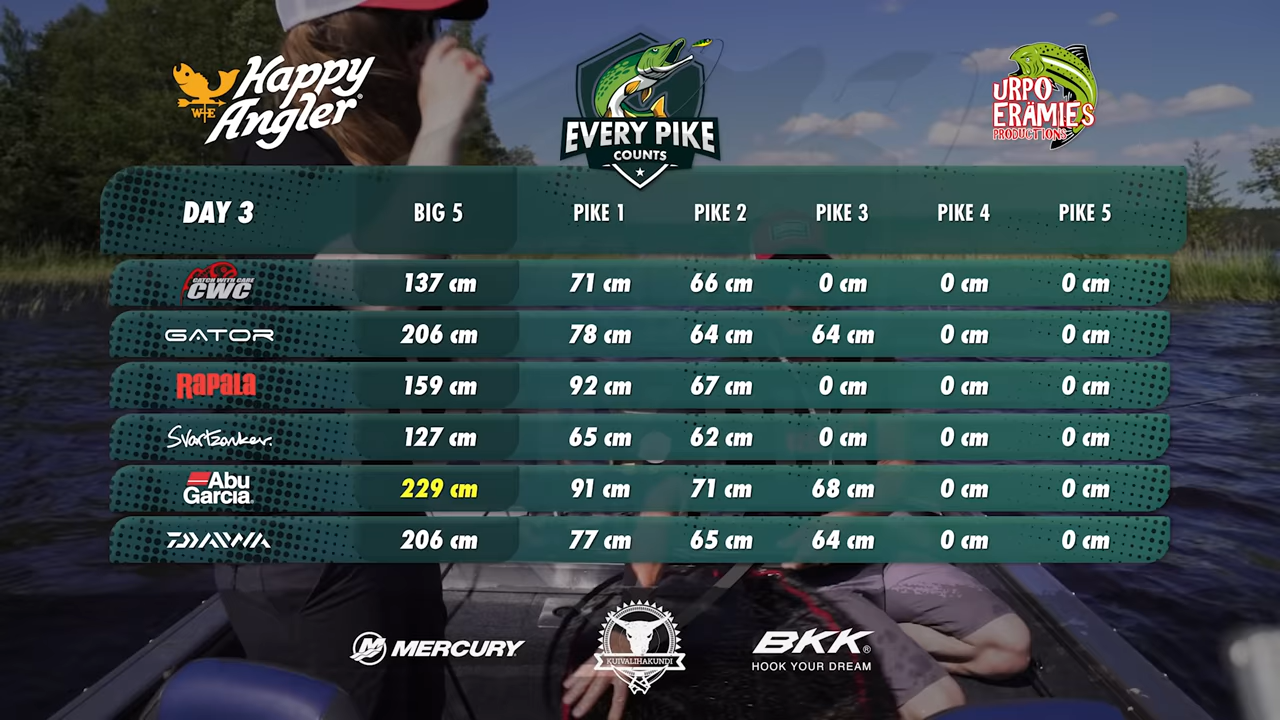 Happy
Angler
W E
EVERY PIKE
COUNTS
URPO
ERÄMIES
PRODUCTIONS
DAY 3 BIG 5 PIKE 1 PIKE 2 PIKE 3 PIKE 4 PIKE 5
CATCH WITH CARE
CWC 137 cm 71 cm 66 cm 0 cm 0 cm 0 cm
GATOR 206 cm 78 cm 64 cm 64 cm 0 cm 0 cm
Rapala 159 cm 92 cm 67 cm 0 cm 0 cm 0 cm
Svartzonker. 127 cm 65 cm 62 cm 0 cm 0 cm 0 cm
Abu
Garcia 229 cm 91 cm 71 cm 68 cm 0 cm 0 cm
DAIWA 206 cm 77 cm 65 cm 64 cm 0 cm 0 cm
MERCURY
KUIVALIHAKUNDI
BKK®
HOOK YOUR DREAM